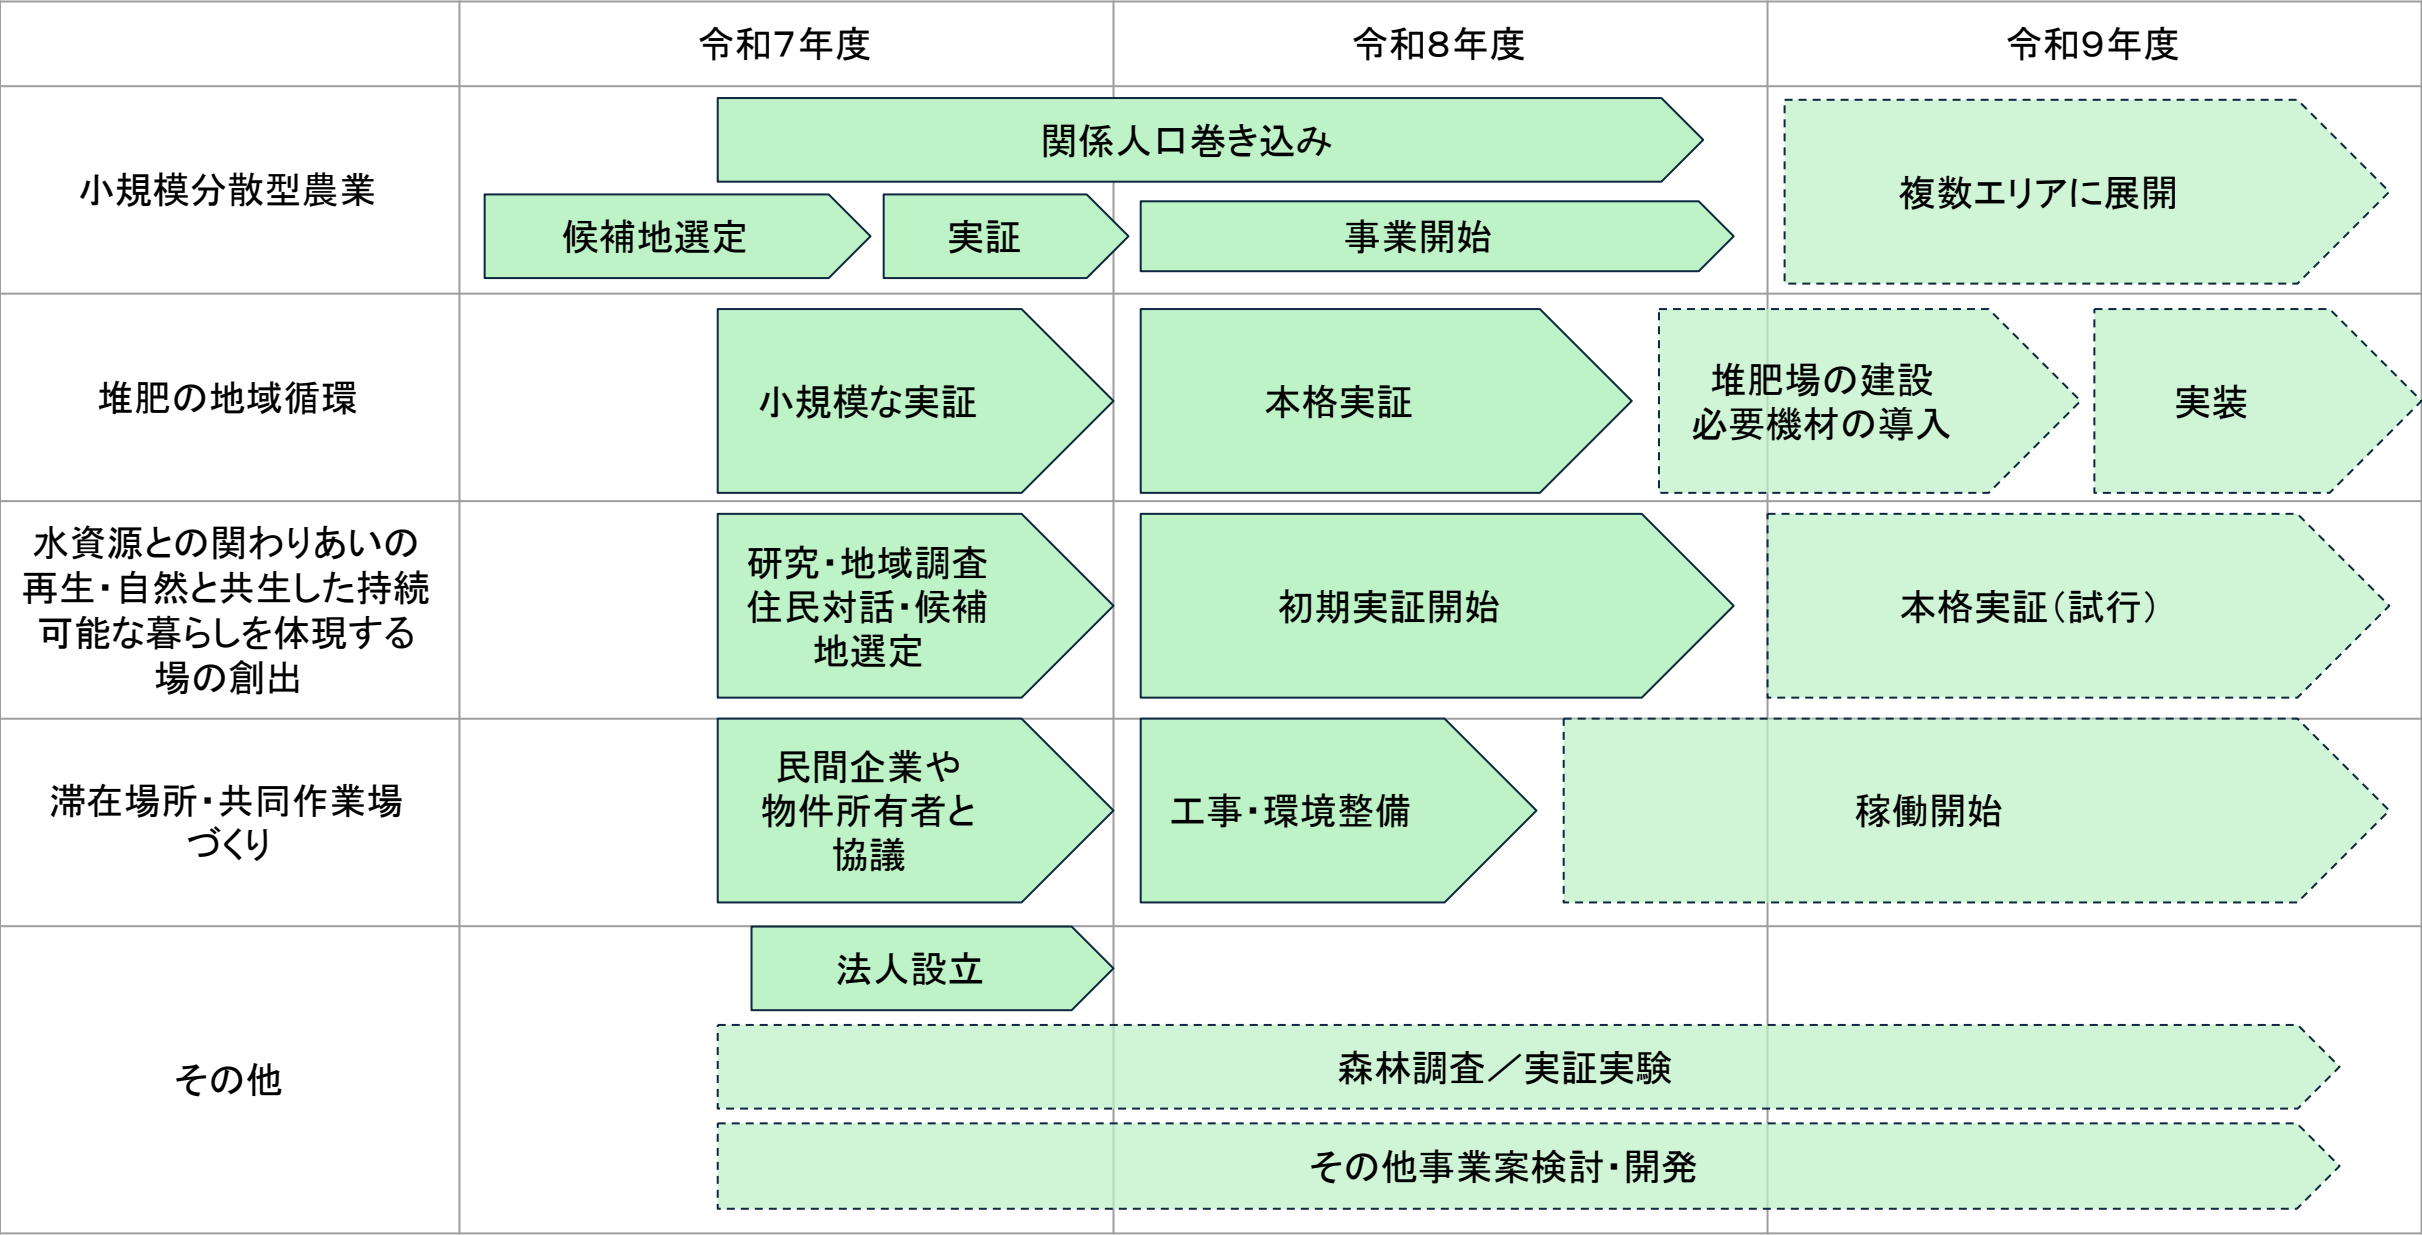 令和7年度
令和8年度
令和9年度
小規模分散型農業
関係人口巻き込み
候補地選定
実証
事業開始
複数エリアに展開
堆肥の地域循環
小規模な実証
本格実証
堆肥場の建設
必要機材の導入
実装
水資源との関わりあいの
再生・自然と共生した持続
可能な暮らしを体現する
場の創出
研究・地域調査
住民対話・候補
地選定
初期実証開始
本格実証（試行）
滞在場所・共同作業場
づくり
民間企業や
物件所有者と
協議
工事・環境整備
稼働開始
その他
法人設立
森林調査／実証実験
その他事業案検討・開発